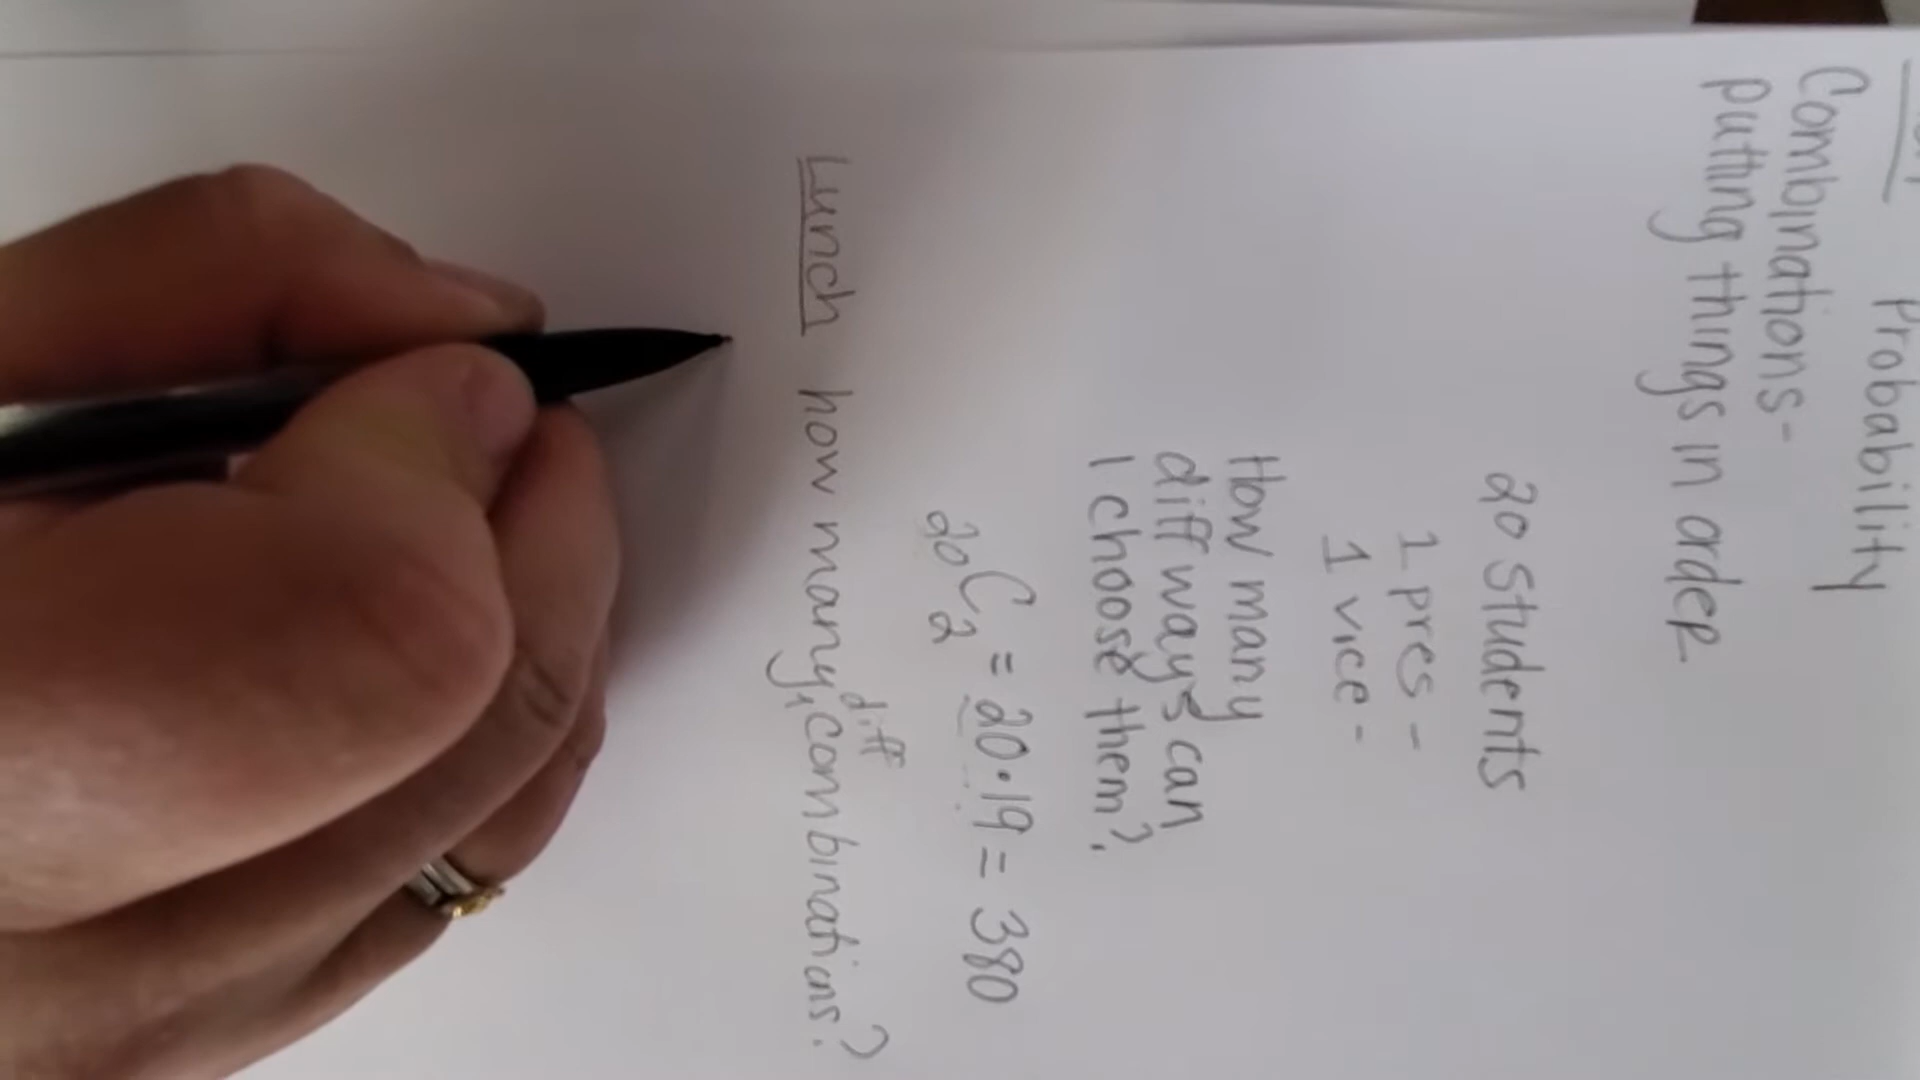 Probability
Combinations-
putting things in order
20 students
1 pres -
1 vice -
How many
diff ways can
I choose them?
20C2 = 20·19 = 380
Lunch how many diff combinations?